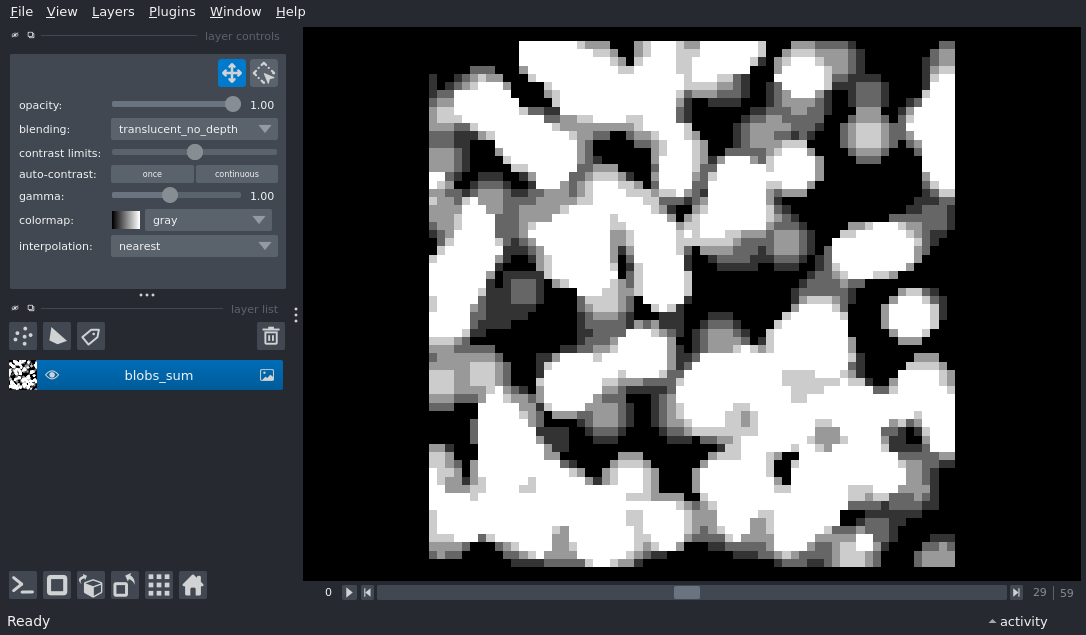 File View Layers Plugins Window Help
layer controls
opacity: 1.00
blending: translucent_no_depth
contrast limits:
auto-contrast: once continuous
gamma: 1.00
colormap: gray
interpolation: nearest
layer list
blobs_sum
0 29 59
Ready activity